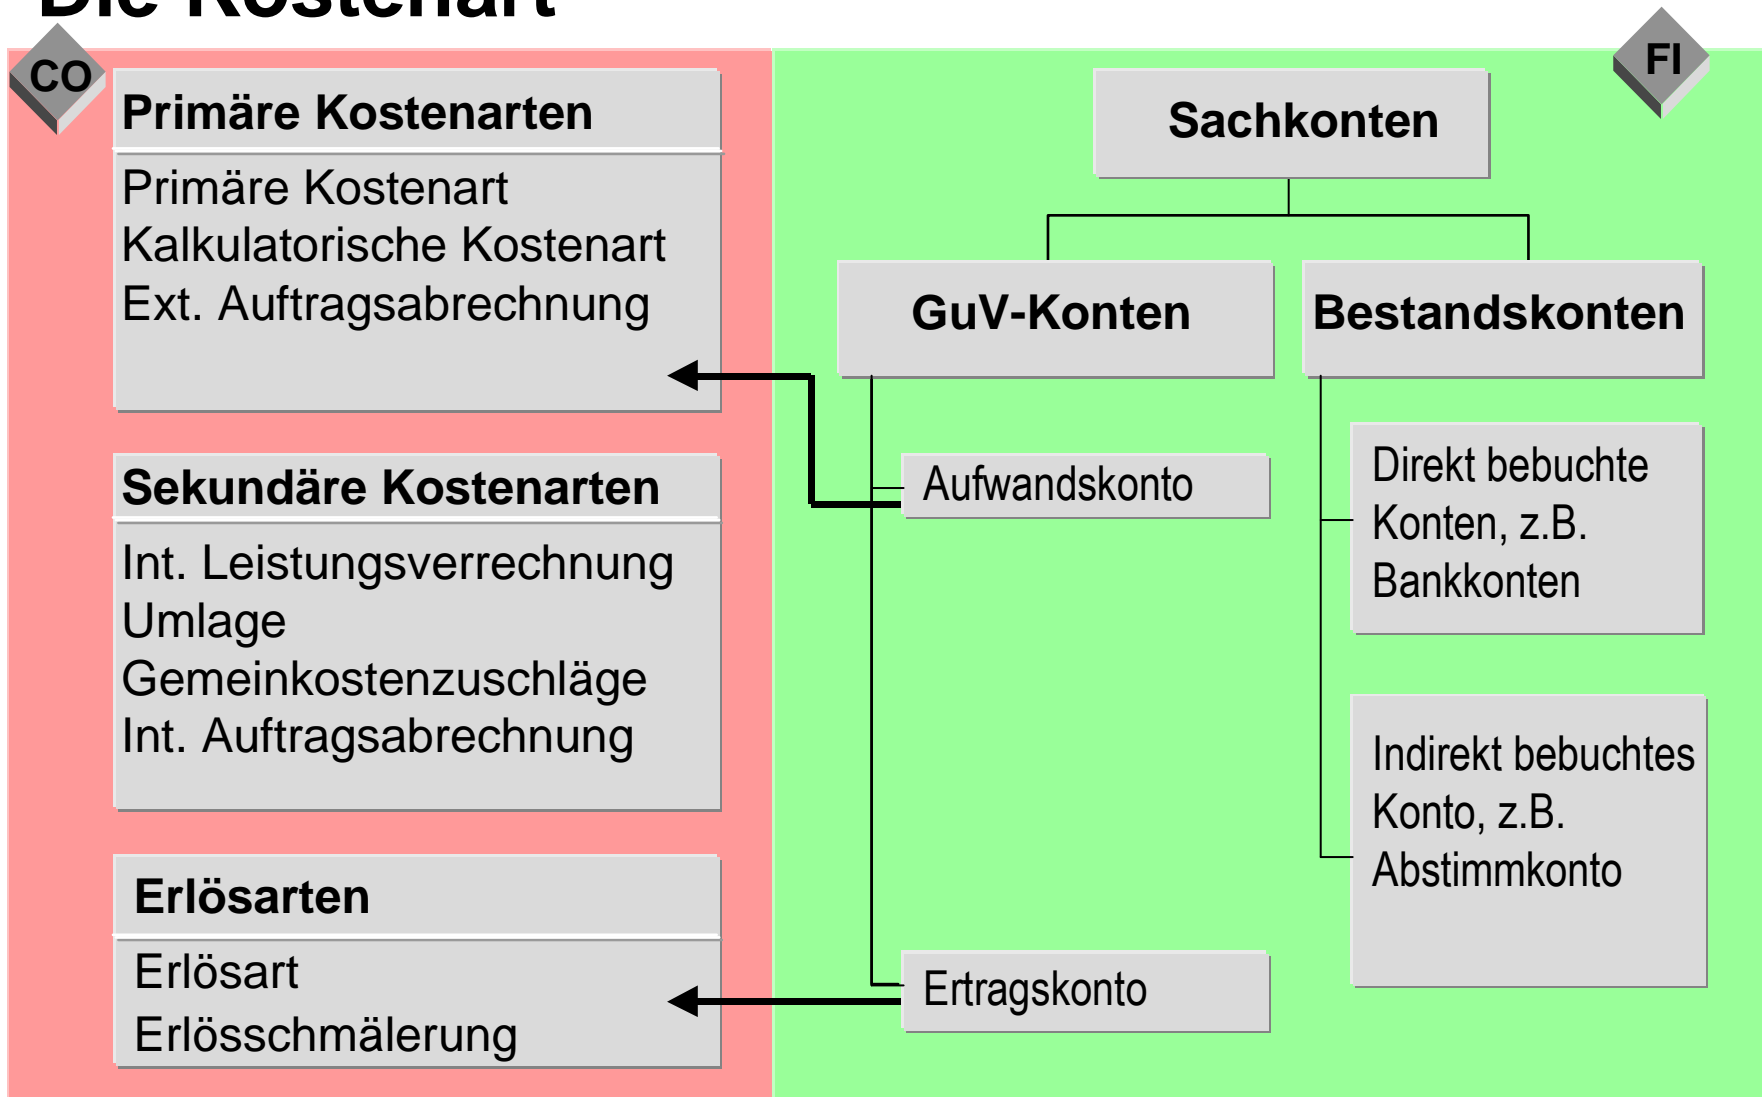 Die Kostenart
CO
FI
Primäre Kostenarten
Primäre Kostenart
Kalkulatorische Kostenart
Ext. Auftragsabrechnung
Sekundäre Kostenarten
Int. Leistungsverrechnung
Umlage
Gemeinkostenzuschläge
Int. Auftragsabrechnung
Erlösarten
Erlösart
Erlösschmälerung
Sachkonten
GuV-Konten
Aufwandskonto
Ertragskonto
Bestandskonten
Direkt bebuchte
Konten, z.B.
Bankkonten
Indirekt bebuchtes
Konto, z.B.
Abstimmkonto